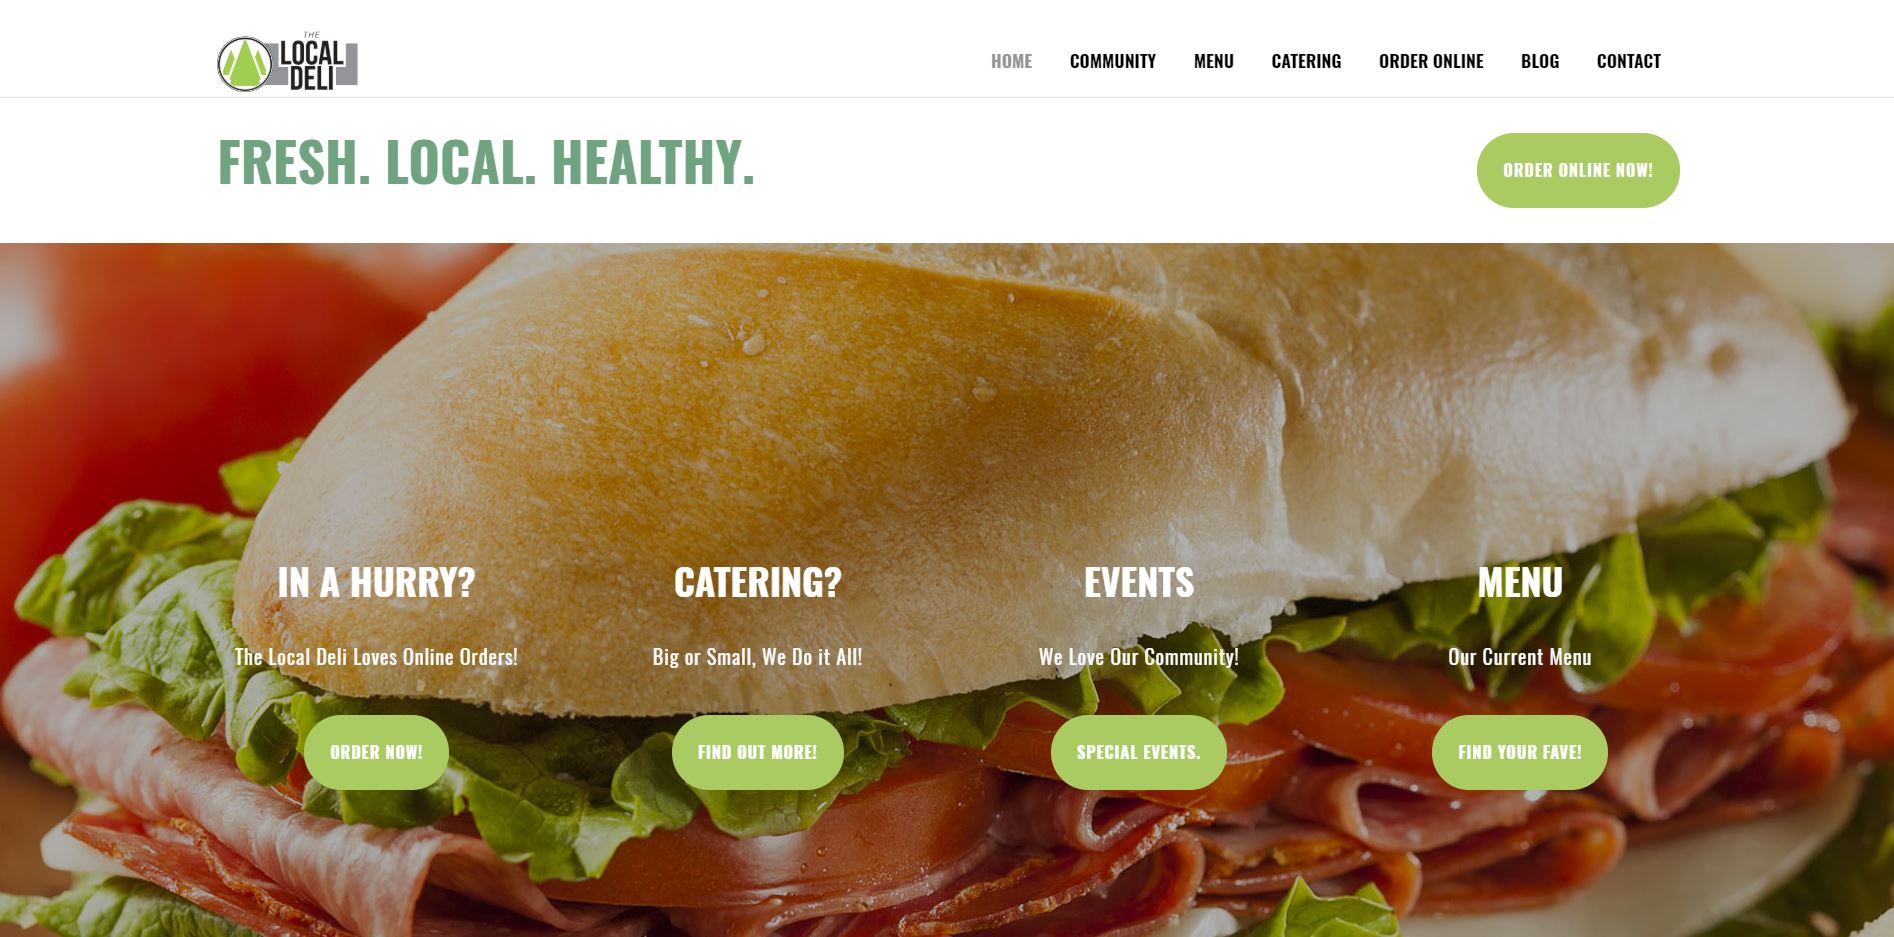 THE
LOCAL
DELI
HOME COMMUNITY MENU CATERING ORDER ONLINE BLOG CONTACT
FRESH. LOCAL. HEALTHY.
ORDER ONLINE NOW!
IN A HURRY?
The Local Deli Loves Online Orders!
ORDER NOW!
CATERING?
Big or Small, We Do it All!
FIND OUT MORE!
EVENTS
We Love Our Community!
SPECIAL EVENTS.
MENU
Our Current Menu
FIND YOUR FAVE!